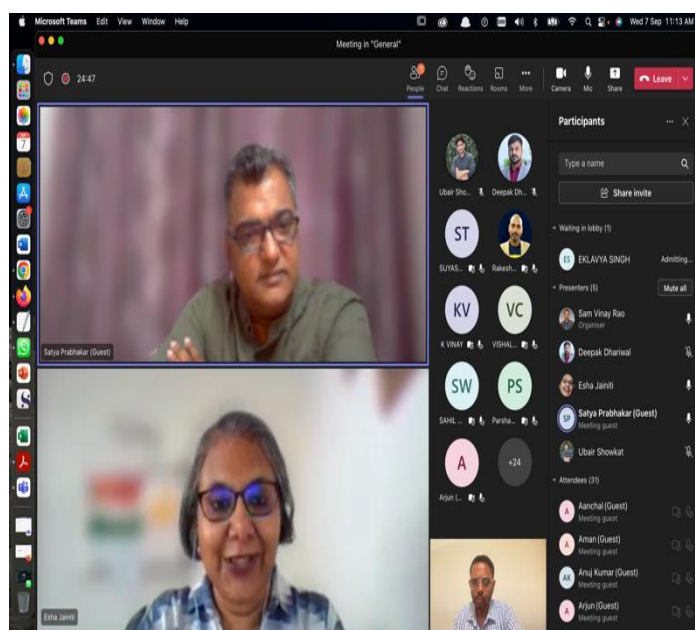 Microsoft Teams Edit View Window Help
Wed 7 Sep 11:13 AM
Meeting in "General"
24:47
People Chat Reactions Rooms More Camera Mic Share Leave
Satya Prabhakar (Guest)
Esha Jainiti
Ubair Sho... Deepak Dh...
ST
SUYAS... Rakesh...
KV VC
K VINAY VISHAL...
SW PS
SAHIL ... Parsha...
A +24
Arjun (...
Participants
Type a name
Share invite
Waiting in lobby (1)
ES EKLAVYA SINGH Admitting...
Presenters (5) Mute all
Sam Vinay Rao
Organiser
Deepak Dhariwal
Esha Jainiti
SP Satya Prabhakar (Guest)
Meeting guest
Ubair Showkat
Attendees (31)
A Aanchal (Guest)
Meeting guest
A Aman (Guest)
Meeting guest
AK Anuj Kumar (Guest)
Meeting guest
A Arjun (Guest)
Meeting guest